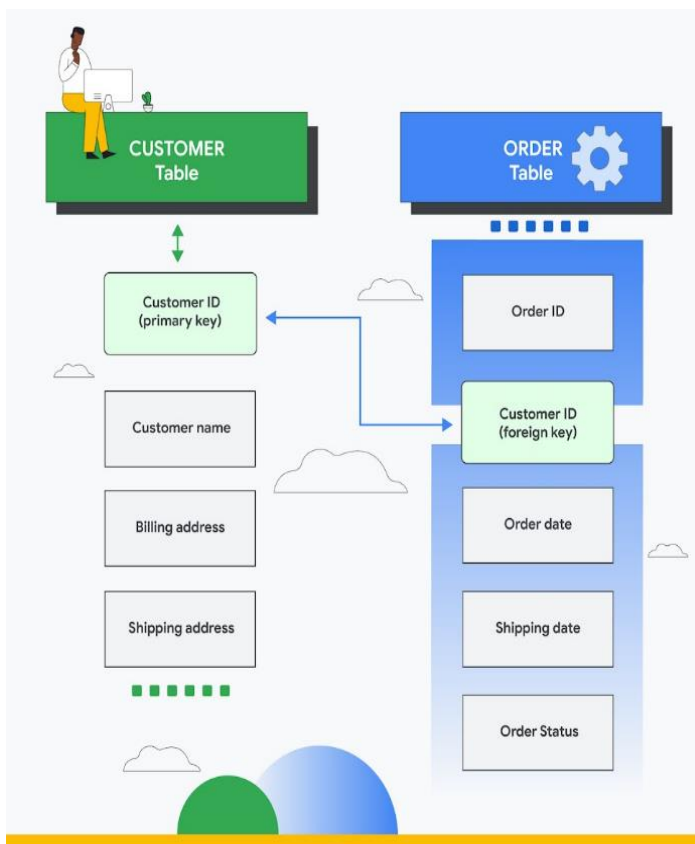 CUSTOMER
Table
Customer ID
(primary key)
Customer name
Billing address
Shipping address
ORDER
Table
Order ID
Customer ID
(foreign key)
Order date
Shipping date
Order Status